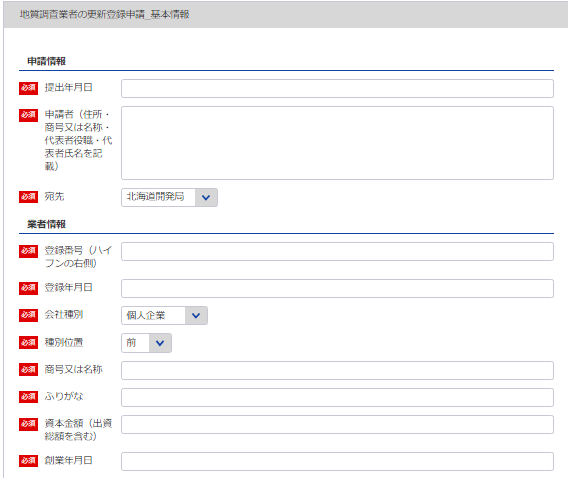 地質調査業者の更新登録申請_基本情報
申請情報
必須 提出年月日
必須 申請者（住所・
商号又は名称・
代表者役職・代
表者氏名を記
載）
必須 宛先 北海道開発局
業者情報
必須 登録番号（ハイ
フンの右側）
必須 登録年月日
必須 会社種別 個人企業
必須 種別位置 前
必須 商号又は名称
必須 ふりがな
必須 資本金額（出資
総額を含む）
必須 創業年月日